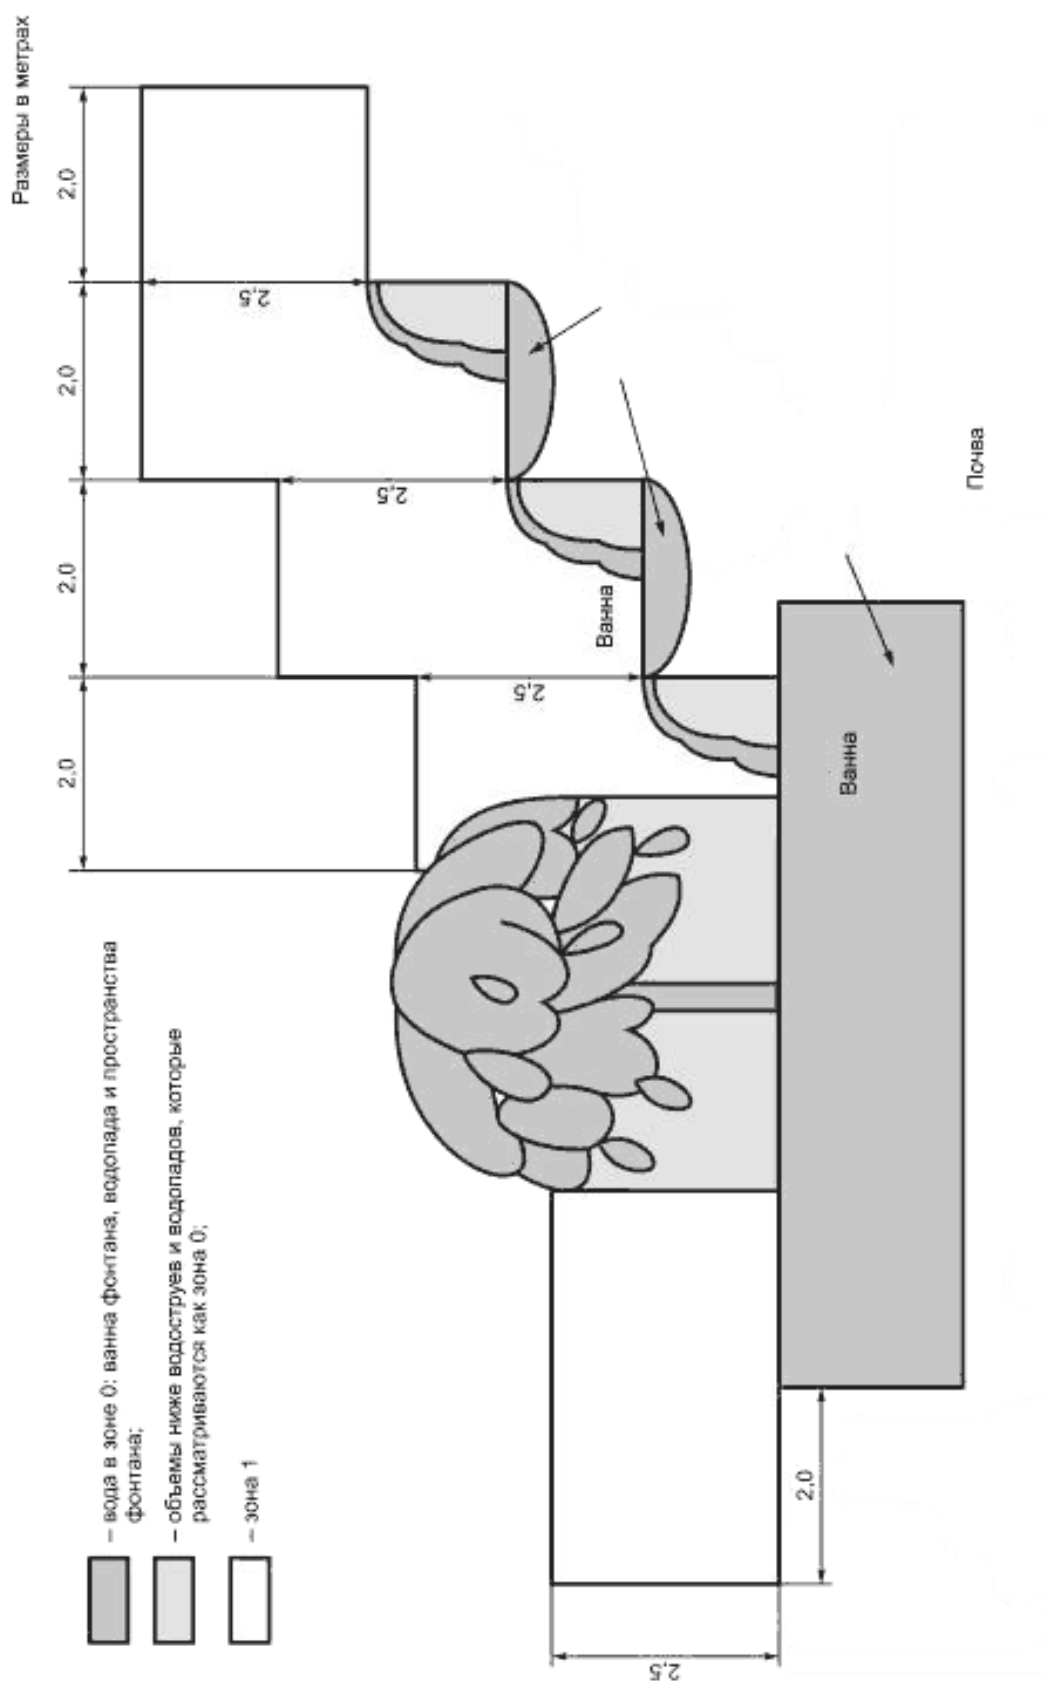 Размеры в метрах
2,0
2,0
2,0
2,0
2,5
2,5
2,5
Ванна
Ванна
Почва
2,0
2,5
– вода в зоне 0: ванна фонтана, водопада и пространства
фонтана;
– объемы ниже водоструев и водопадов, которые
рассматриваются как зона 0;
– зона 1